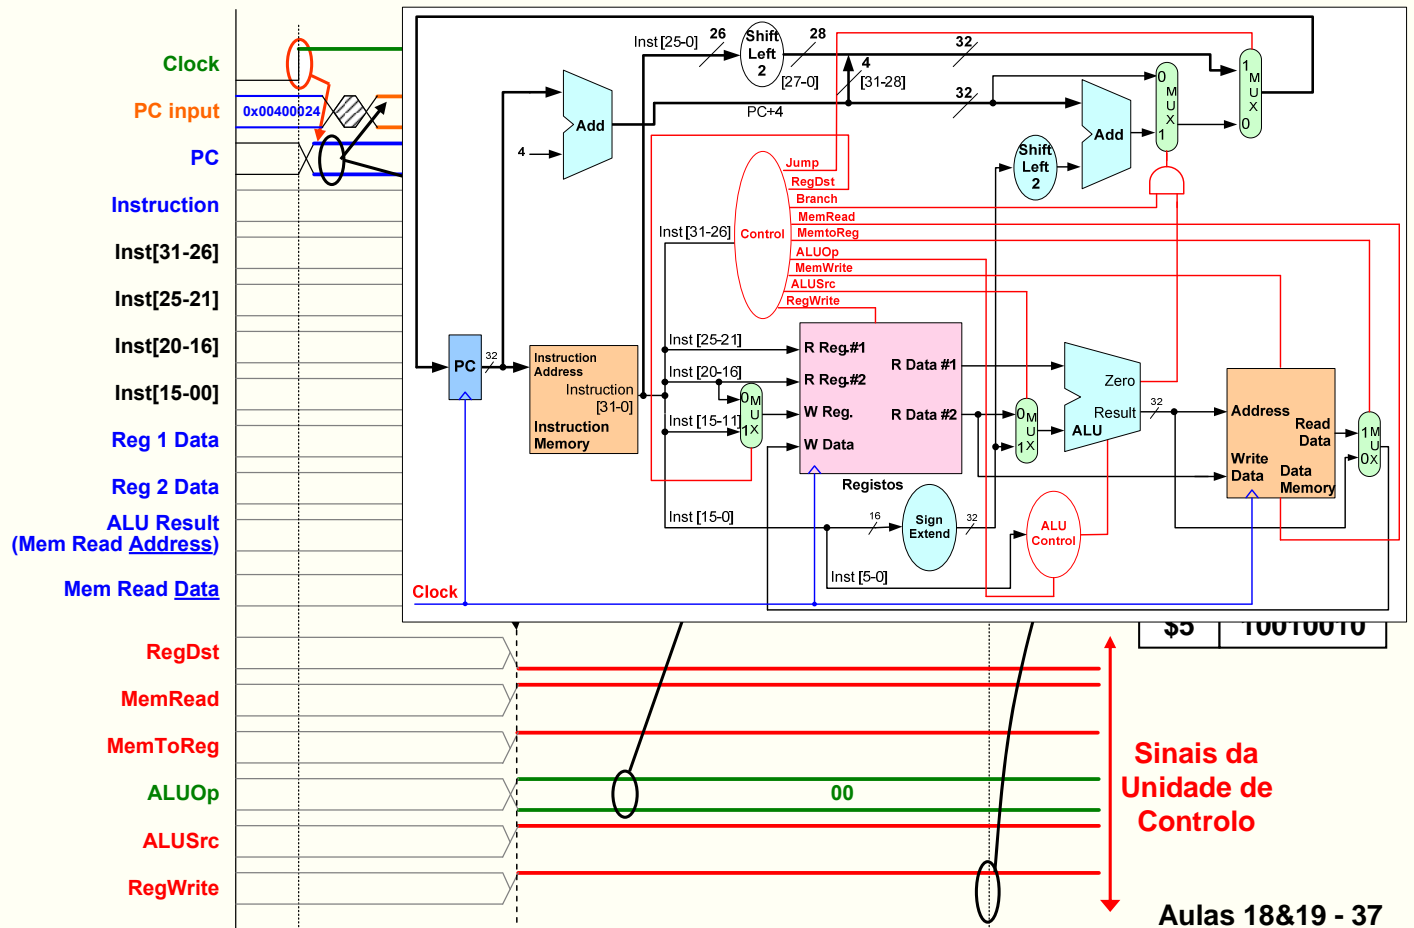 Clock
PC input
0x00400024
PC
Instruction
Inst[31-26]
Inst[25-21]
Inst[20-16]
Inst[15-00]
Reg 1 Data
Reg 2 Data
ALU Result
(Mem Read Address)
Mem Read Data
RegDst
MemRead
MemToReg
ALUOp
00
ALUSrc
RegWrite
Inst [25-0]
26
Shift
Left
2
28
[27-0]
4
[31-28]
32
1
M
U
X
0
Add
4
PC+4
32
Add
0
M
U
X
1
Shift
Left
2
Jump
RegDst
Branch
MemRead
MemtoReg
ALUOp
MemWrite
ALUSrc
RegWrite
Control
Inst [31-26]
PC
32
Instruction
Address
Instruction
[31-0]
Instruction
Memory
Inst [25-21]
Inst [20-16]
Inst [15-11]
0
M
U
X
1
R Reg.#1
R Reg.#2
W Reg.
W Data
R Data #1
R Data #2
Registos
0
M
U
X
1
Zero
Result
ALU
32
Address
Read
Data
Write
Data
Data
Memory
1
M
U
X
0
Inst [15-0]
16
Sign
Extend
32
ALU
Control
Inst [5-0]
Clock
$5 10010010
Sinais da
Unidade de
Controlo
Aulas 18&19 - 37